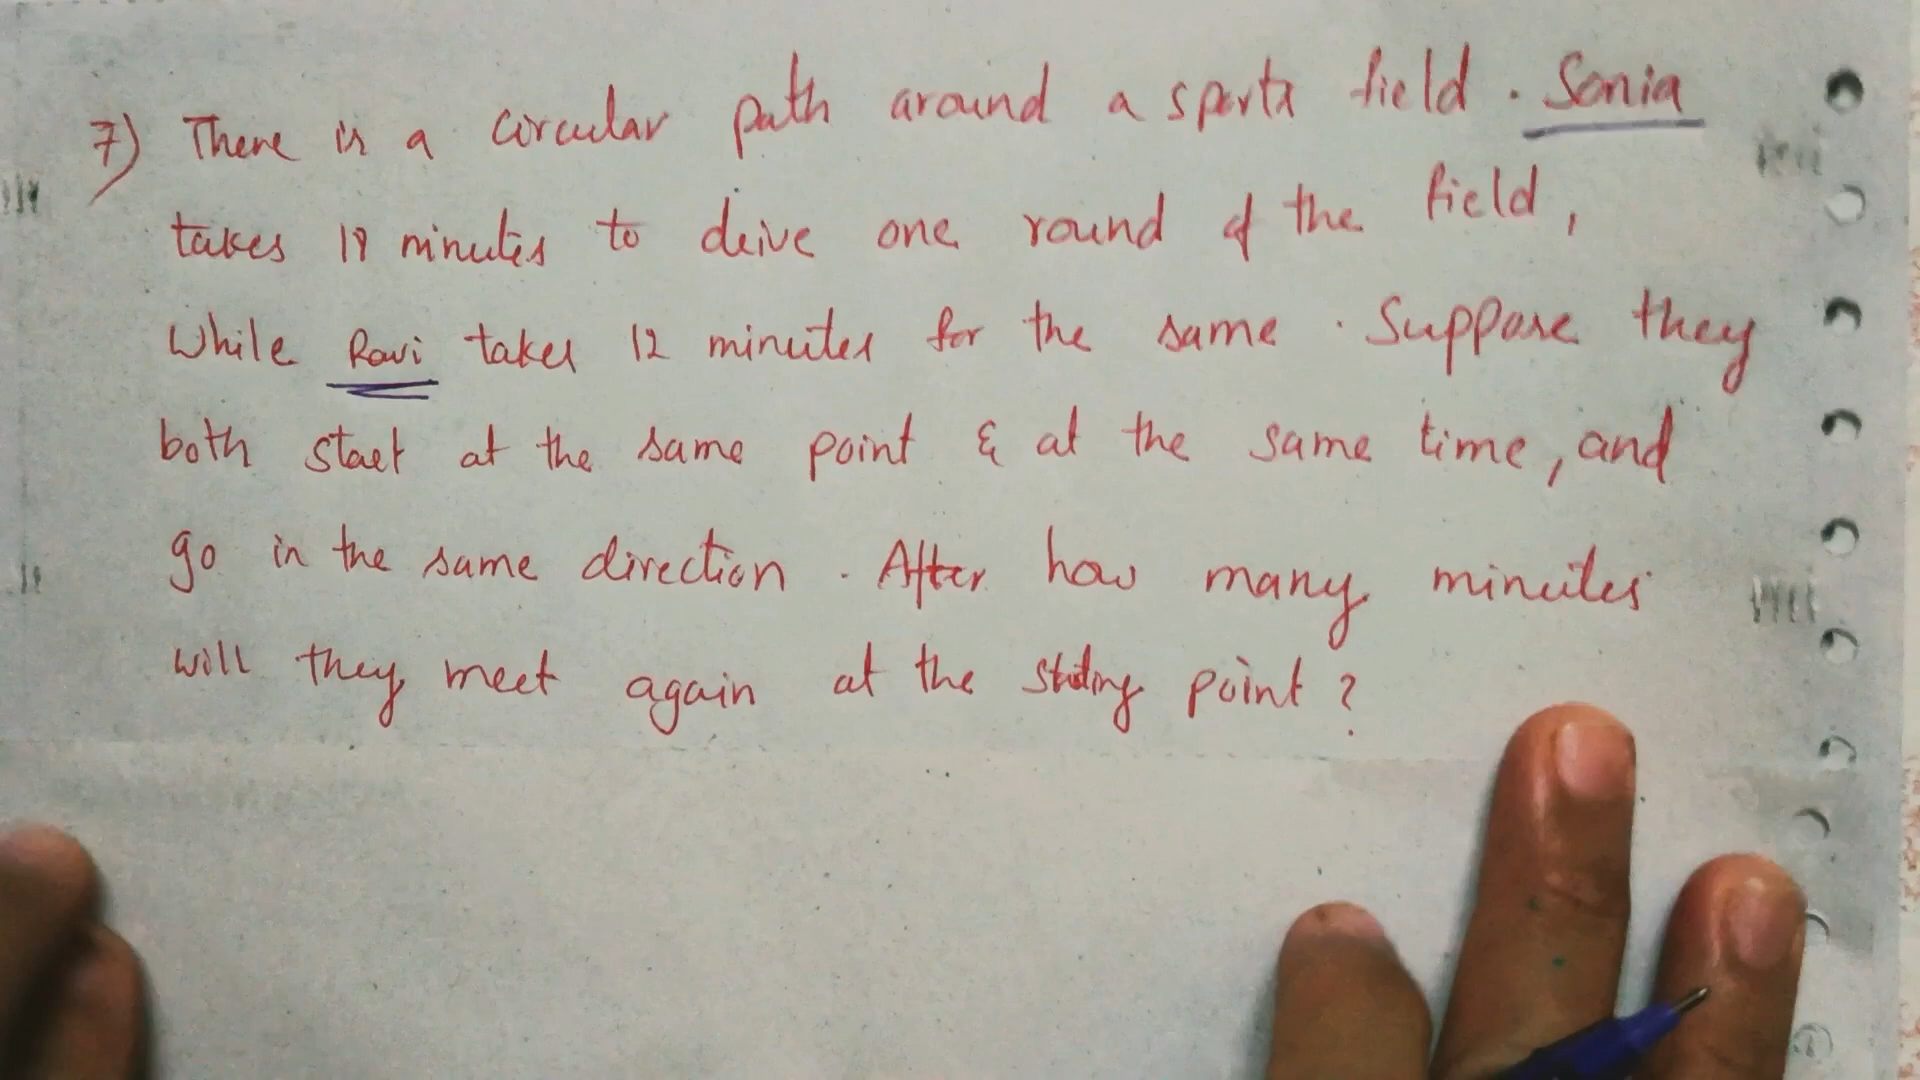 7) There is a circular path around a sports field. Sonia
takes 18 minutes to drive one round of the field,
While Ravi takes 12 minutes for the same. Suppose they
both start at the same point & at the same time, and
go in the same direction. After how many minutes
will they meet again at the starting point?